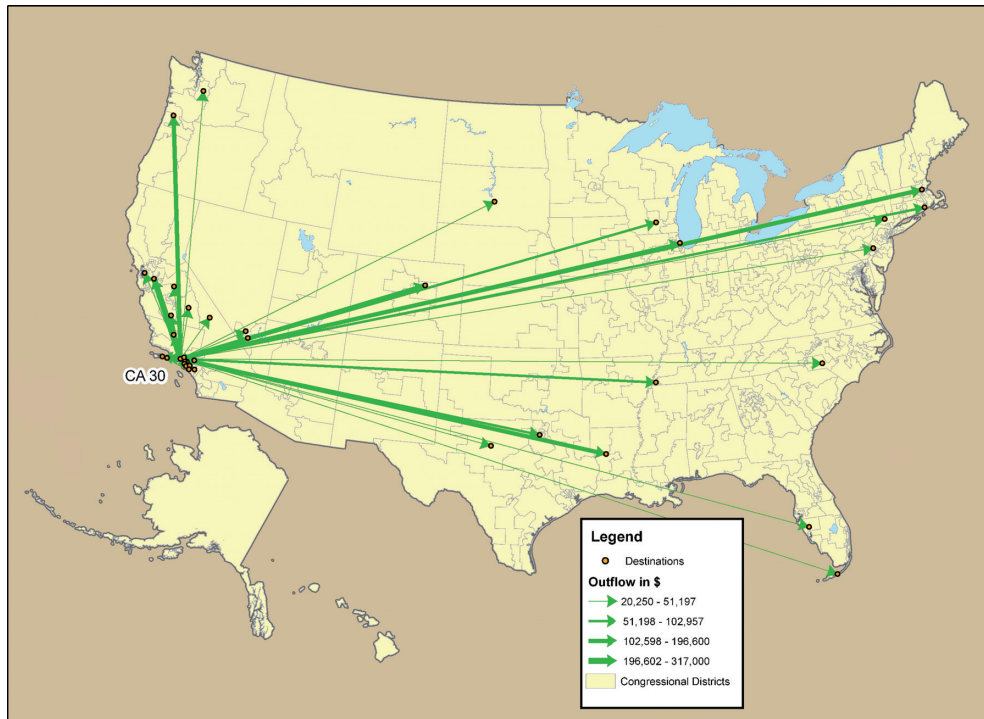 CA 30
Legend
Destinations
Outflow in $
20,250 - 51,197
51,198 - 102,957
102,598 - 196,600
196,602 - 317,000
Congressional Districts